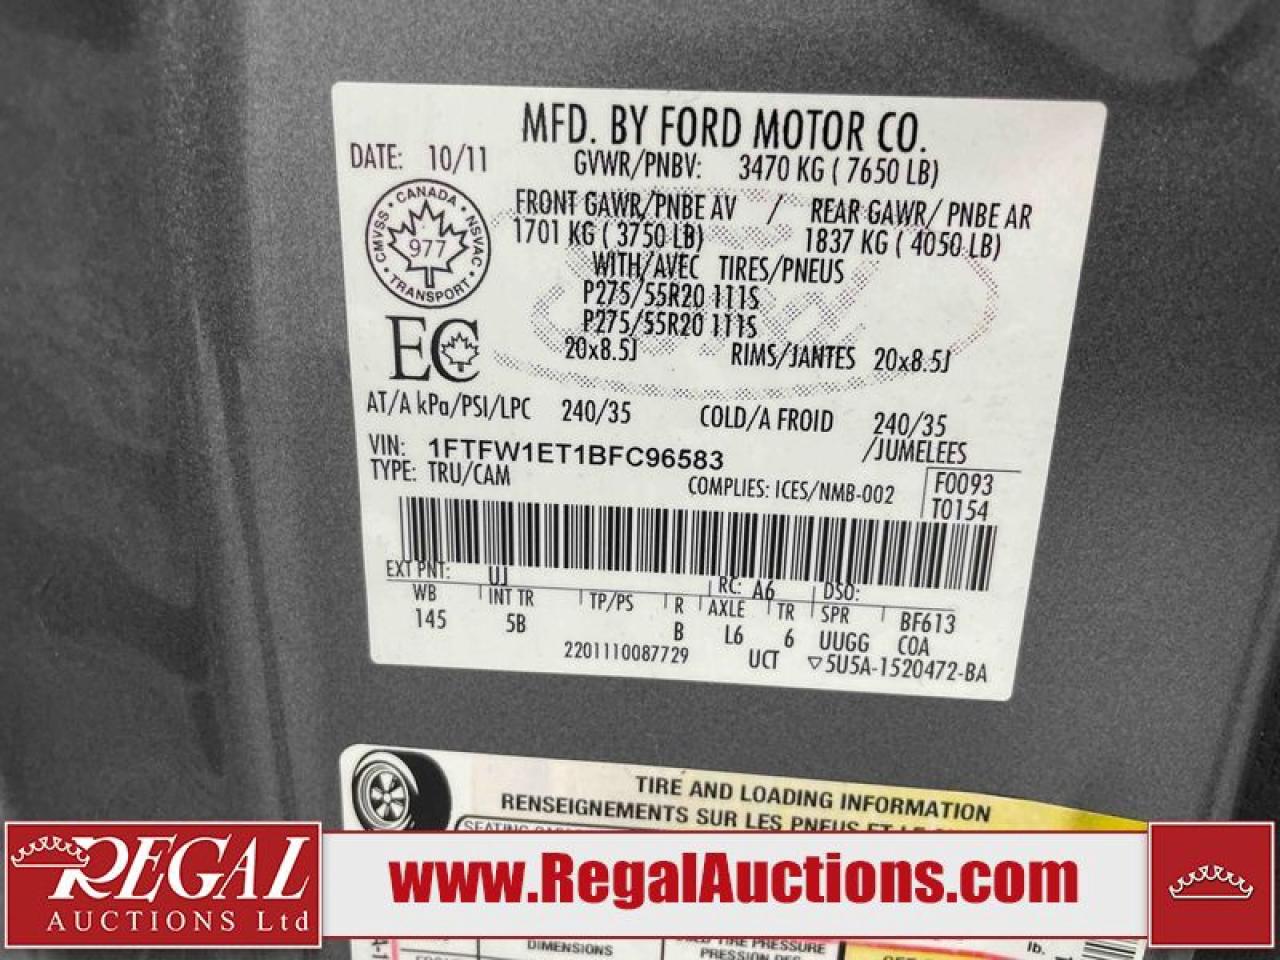 MFD. BY FORD MOTOR CO.
DATE: 10/11 GVWR/PNBV: 3470 KG ( 7650 LB)
FRONT GAWR/PNBE AV / REAR GAWR/ PNBE AR
1701 KG ( 3750 LB) 1837 KG ( 4050 LB)
CANADA • NSVAC • TRANSPORT • CMVSS •
977
WITH/AVEC TIRES/PNEUS
P275/55R20 111S
P275/55R20 111S
20x8.5J RIMS/JANTES 20x8.5J
EC
AT/A kPa/PSI/LPC 240/35 COLD/A FROID 240/35
VIN: 1FTFW1ET1BFC96583 /JUMELEES
TYPE: TRU/CAM COMPLIES: ICES/NMB-002 F0093
T0154
EXT PNT: UJ RC: A6 DSO:
WB INT TR TP/PS R AXLE TR SPR BF613
145 5B B L6 6 UUGG COA
2201110087729 UCT ▽5U5A-1520472-BA
TIRE AND LOADING INFORMATION
RENSEIGNEMENTS SUR LES PNEUS ET LE
REGAL
AUCTIONS Ltd
www.RegalAuctions.com
DIMENSIONS
TIRE PRESSURE
lb.